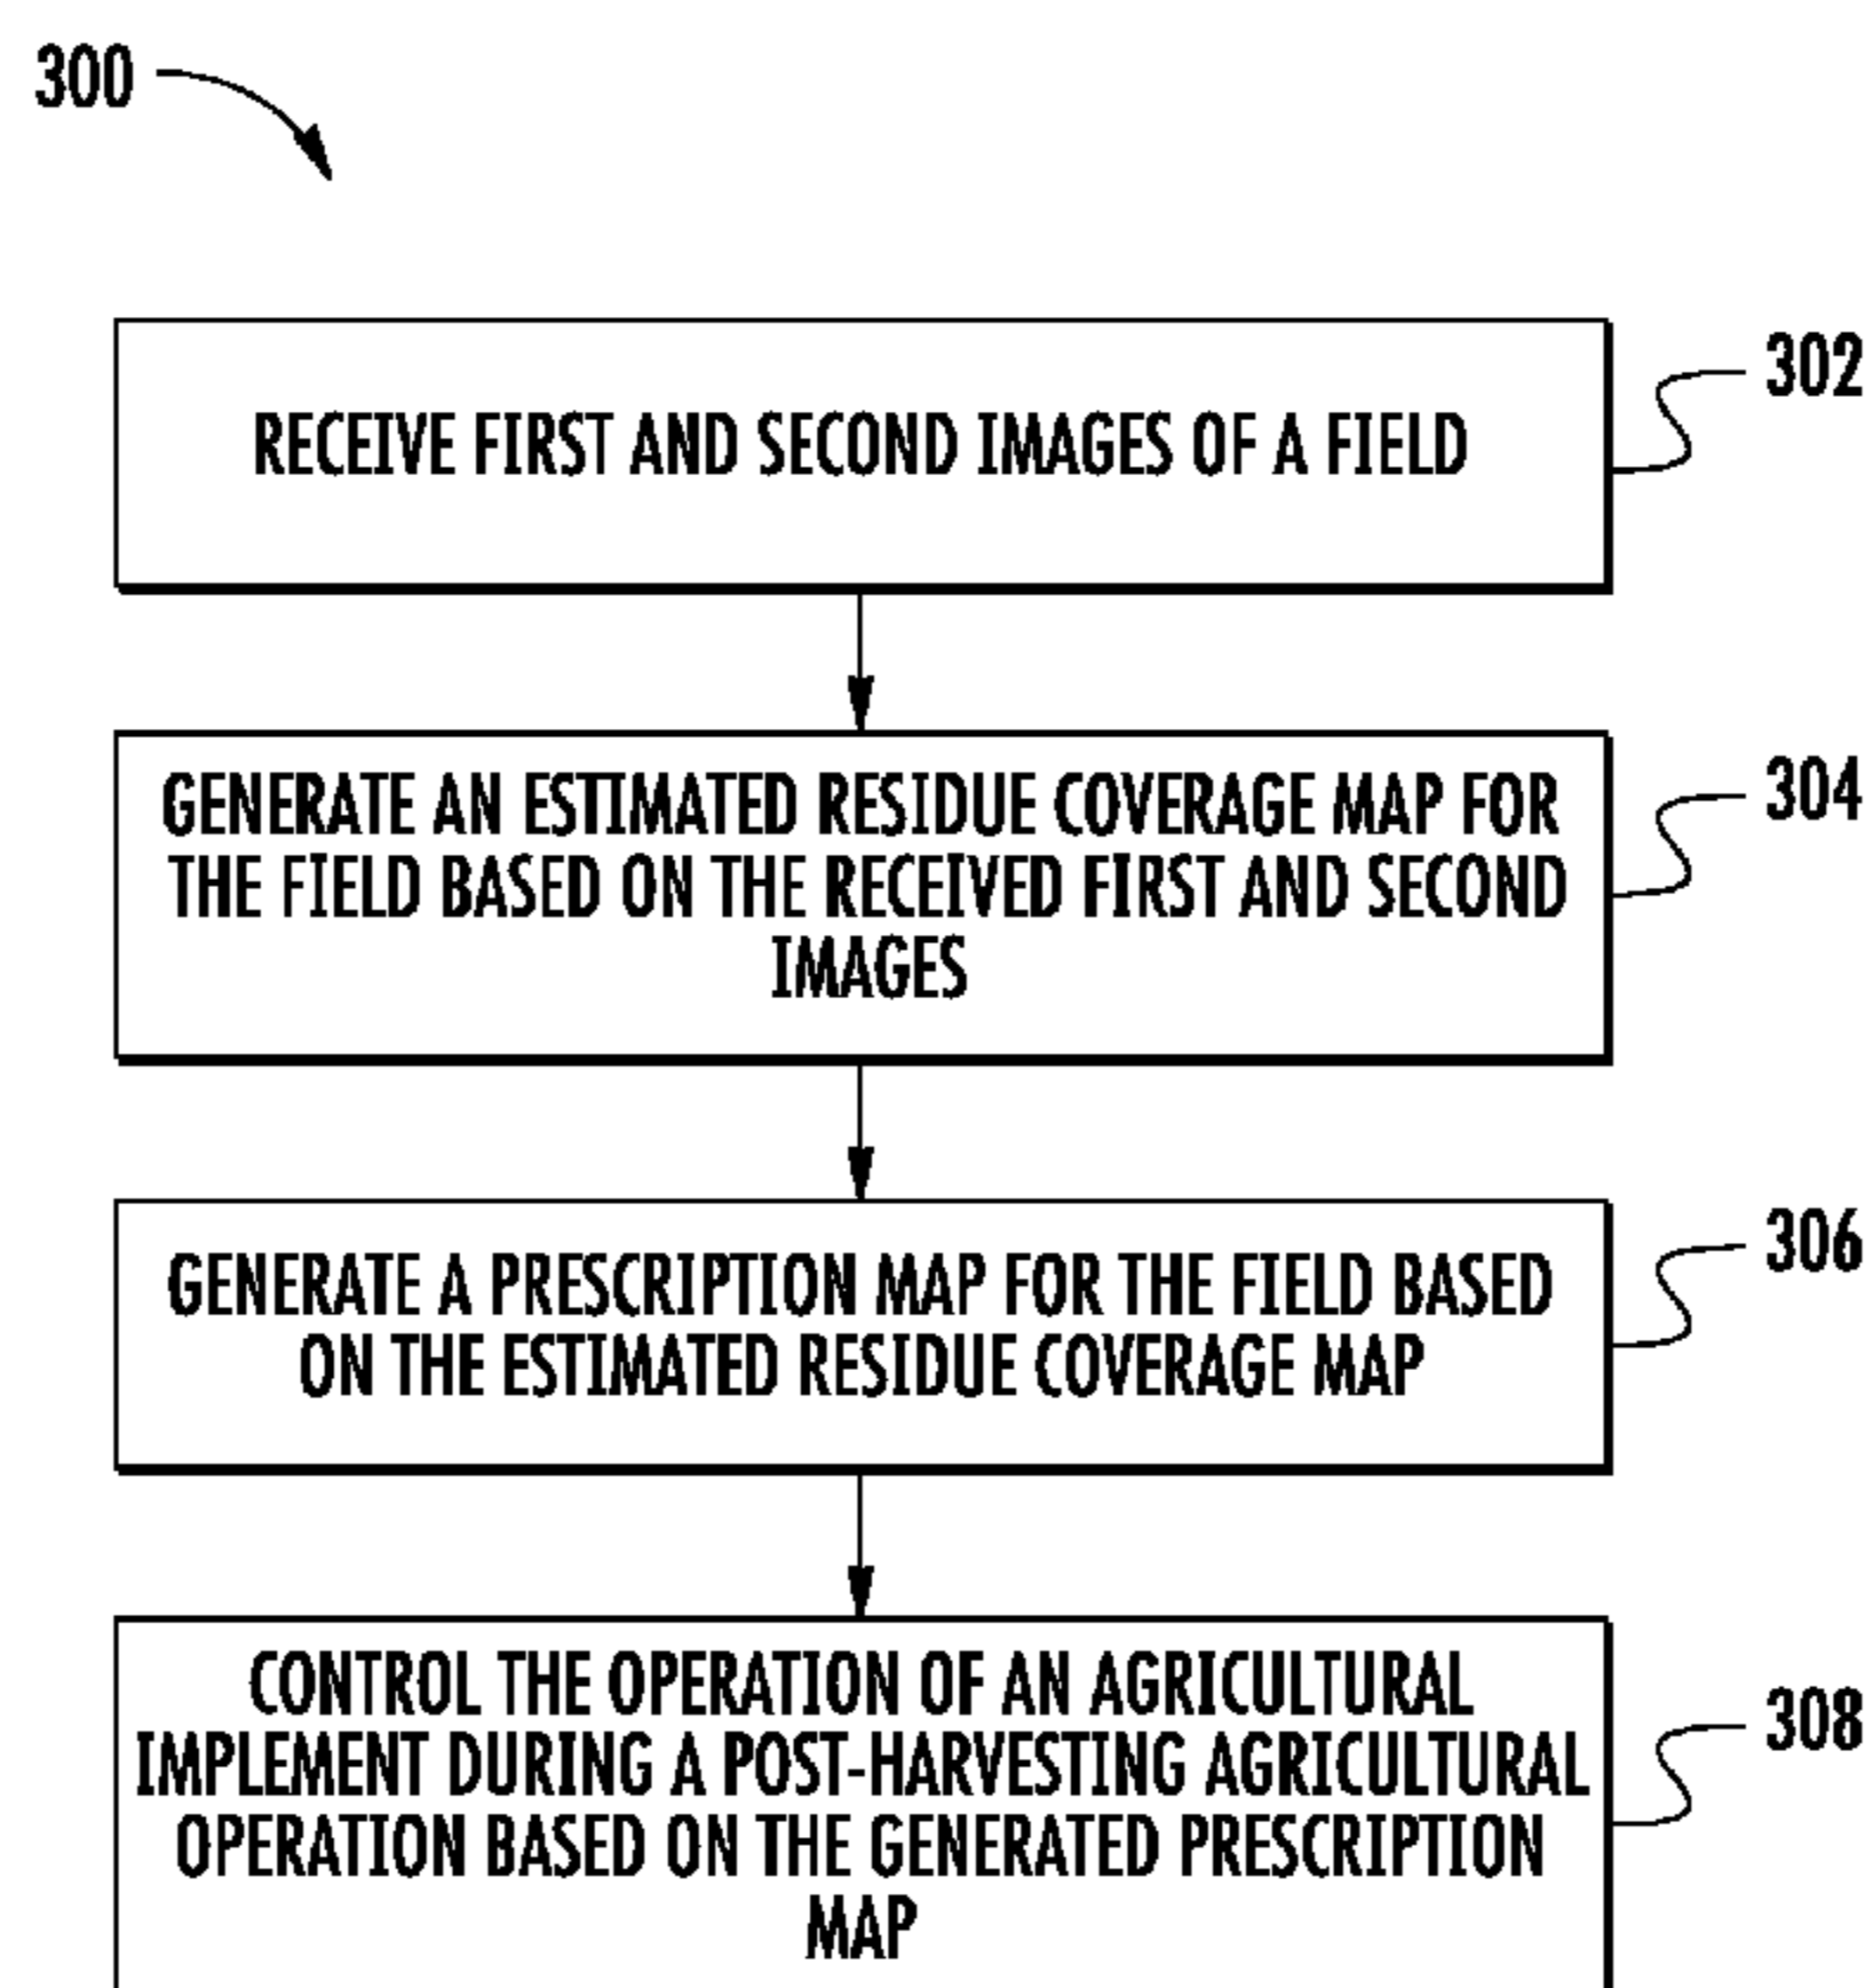 300
RECEIVE FIRST AND SECOND IMAGES OF A FIELD
302
GENERATE AN ESTIMATED RESIDUE COVERAGE MAP FOR
THE FIELD BASED ON THE RECEIVED FIRST AND SECOND
IMAGES
304
GENERATE A PRESCRIPTION MAP FOR THE FIELD BASED
ON THE ESTIMATED RESIDUE COVERAGE MAP
306
CONTROL THE OPERATION OF AN AGRICULTURAL
IMPLEMENT DURING A POST-HARVESTING AGRICULTURAL
OPERATION BASED ON THE GENERATED PRESCRIPTION
MAP
308